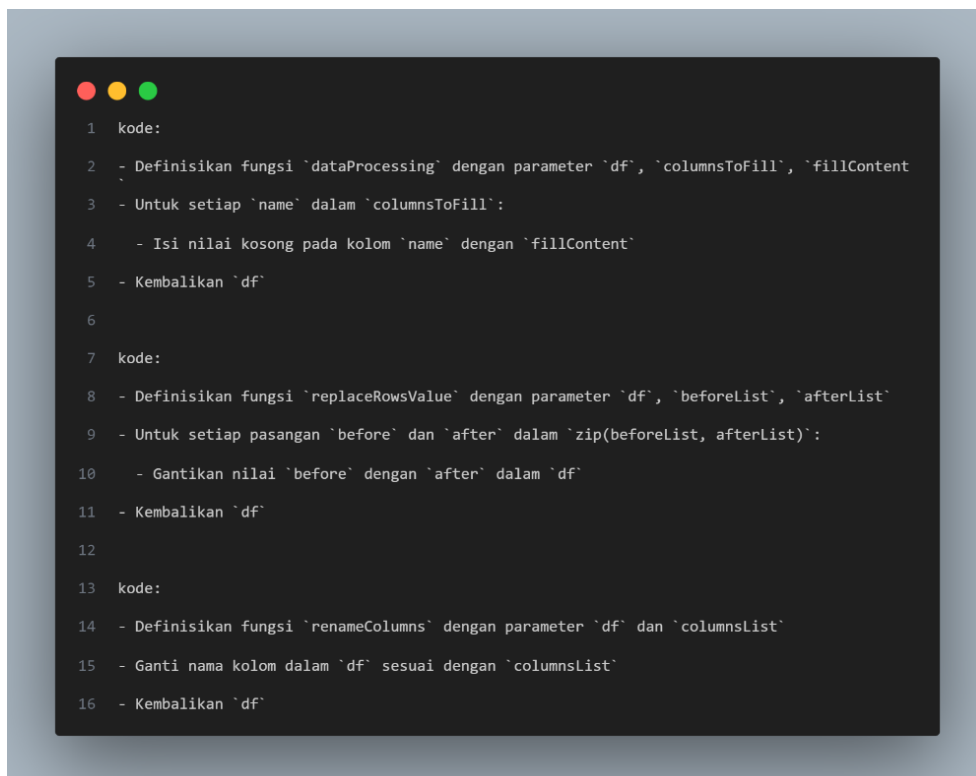 1 kode:
2 - Definisikan fungsi `dataProcessing` dengan parameter `df`, `columnsToFill`, `fillContent
`
3 - Untuk setiap `name` dalam `columnsToFill`:
4 - Isi nilai kosong pada kolom `name` dengan `fillContent`
5 - Kembalikan `df`
6
7 kode:
8 - Definisikan fungsi `replaceRowsValue` dengan parameter `df`, `beforeList`, `afterList`
9 - Untuk setiap pasangan `before` dan `after` dalam `zip(beforeList, afterList)`:
10 - Gantikan nilai `before` dengan `after` dalam `df`
11 - Kembalikan `df`
12
13 kode:
14 - Definisikan fungsi `renameColumns` dengan parameter `df` dan `columnsList`
15 - Ganti nama kolom dalam `df` sesuai dengan `columnsList`
16 - Kembalikan `df`